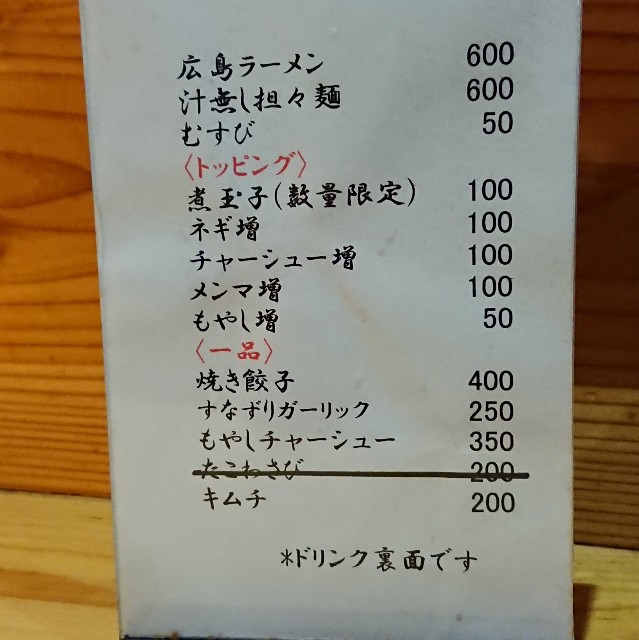 広島ラーメン 600
汁無し担々麺 600
むすび 50
〈トッピング〉
煮玉子(数量限定) 100
ネギ増 100
チャーシュー増 100
メンマ増 100
もやし増 50
〈一品〉
焼き餃子 400
すなずりガーリック 250
もやしチャーシュー 350
たこわさび 200
キムチ 200
*ドリンク裏面です